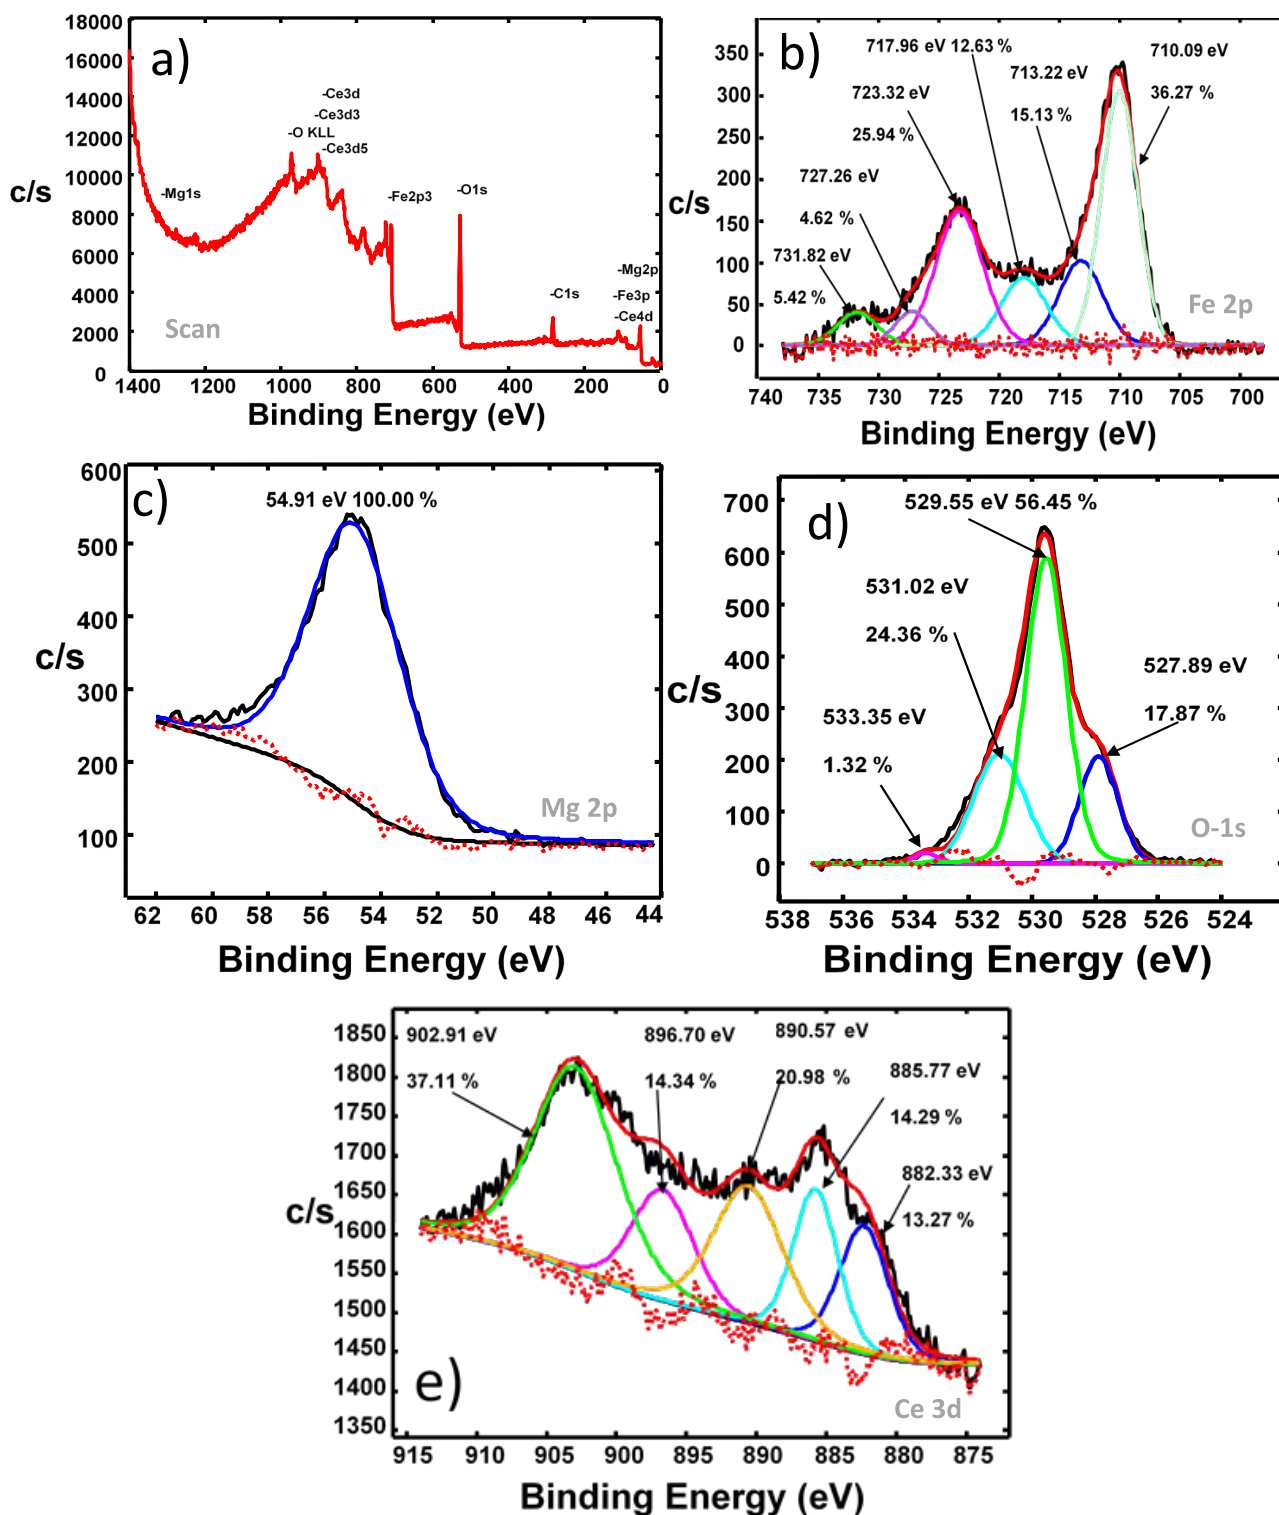 a)
18000
16000
14000
12000
10000
8000
6000
4000
2000
0
c/s
-Ce3d
-Ce3d3
-O KLL
-Ce3d5
-Mg1s
-Fe2p3
-O1s
-C1s
-Mg2p
-Fe3p
-Ce4d
Scan
1400 1200 1000 800 600 400 200 0
Binding Energy (eV)
b)
350
300
250
200
150
100
50
0
c/s
717.96 eV 12.63 %
713.22 eV
15.13 %
710.09 eV
36.27 %
723.32 eV
25.94 %
727.26 eV
4.62 %
731.82 eV
5.42 %
Fe 2p
740 735 730 725 720 715 710 705 700
Binding Energy (eV)
c)
600
500
400
300
200
100
c/s
54.91 eV 100.00 %
Mg 2p
62 60 58 56 54 52 50 48 46 44
Binding Energy (eV)
d)
700
600
500
400
300
200
100
0
c/s
529.55 eV 56.45 %
531.02 eV
24.36 %
527.89 eV
17.87 %
533.35 eV
1.32 %
O-1s
538 536 534 532 530 528 526 524
Binding Energy (eV)
1850
1800
1750
1700
1650
1600
1550
1500
1450
1400
1350
c/s
902.91 eV
37.11 %
896.70 eV
14.34 %
890.57 eV
20.98 %
885.77 eV
14.29 %
882.33 eV
13.27 %
e)
Ce 3d
915 910 905 900 895 890 885 880 875
Binding Energy (eV)